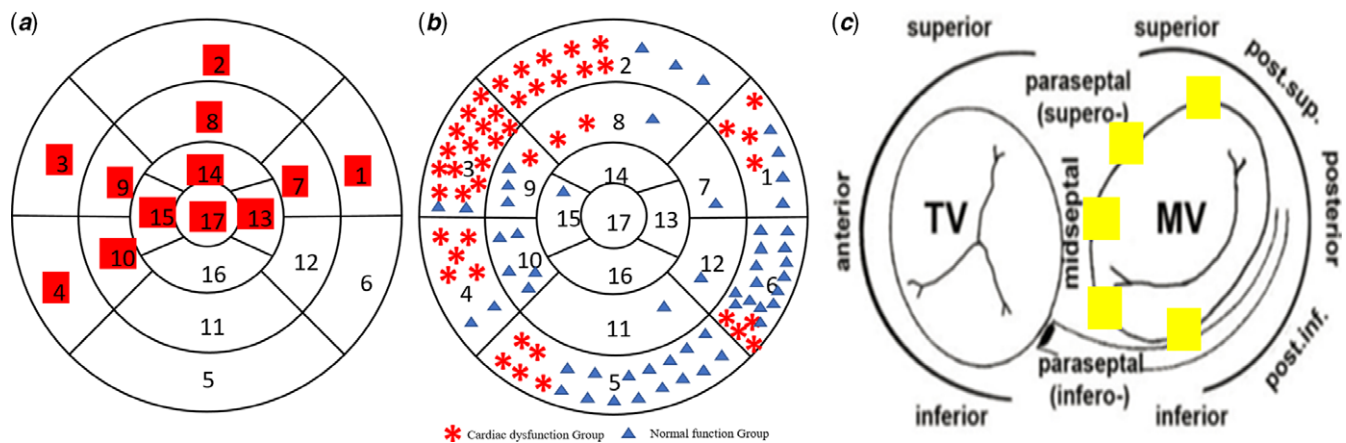 (a)
2
8
3
9
14
7
1
15
17
13
10
4
16
12
6
11
5
(b)
2
8
3
9
14
7
1
15
17
13
10
4
16
12
6
11
5
Cardiac dysfunction Group
Normal function Group
(c)
superior
superior
paraseptal
(supero-)
post.sup.
anterior
TV
midseptal
MV
posterior
paraseptal
(infero-)
post.inf.
inferior
inferior